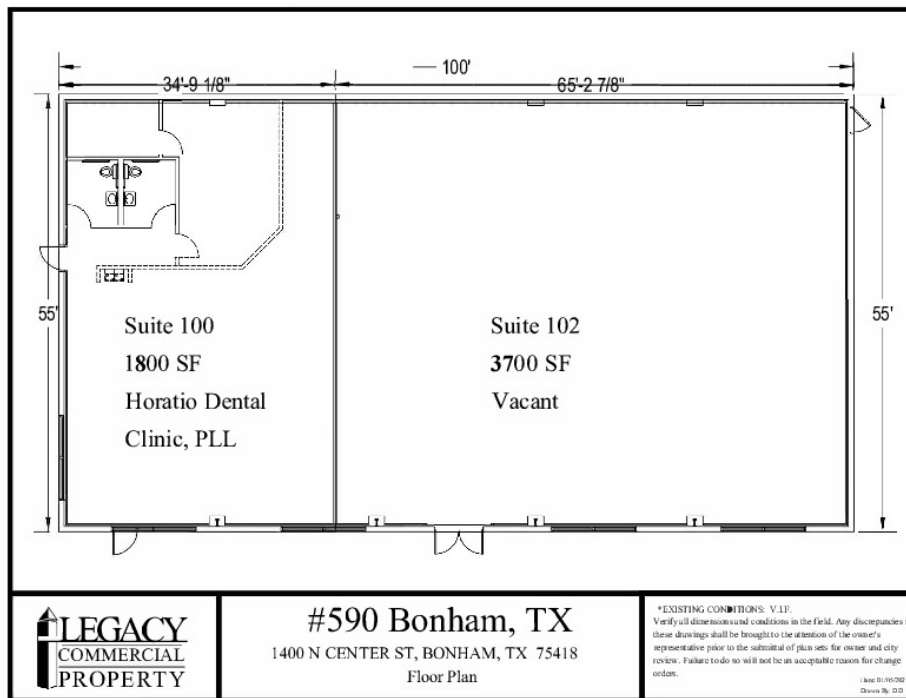 100'
34'-9 1/8"
65'-2 7/8"
55'
55'
Suite 100
1800 SF
Horatio Dental
Clinic, PLL
Suite 102
3700 SF
Vacant
LEGACY
COMMERCIAL
PROPERTY
#590 Bonham, TX
1400 N CENTER ST, BONHAM, TX 75418
Floor Plan
*EXISTING CONDITIONS: V.I.F.
Verify all dimensions and conditions in the field. Any discrepancies
these drawings shall be brought to the attention of the owner's
representative prior to the submittal of plan sets for owner and city
review. Failure to do so will not be an acceptable reason for change
orders.
Drawn By: